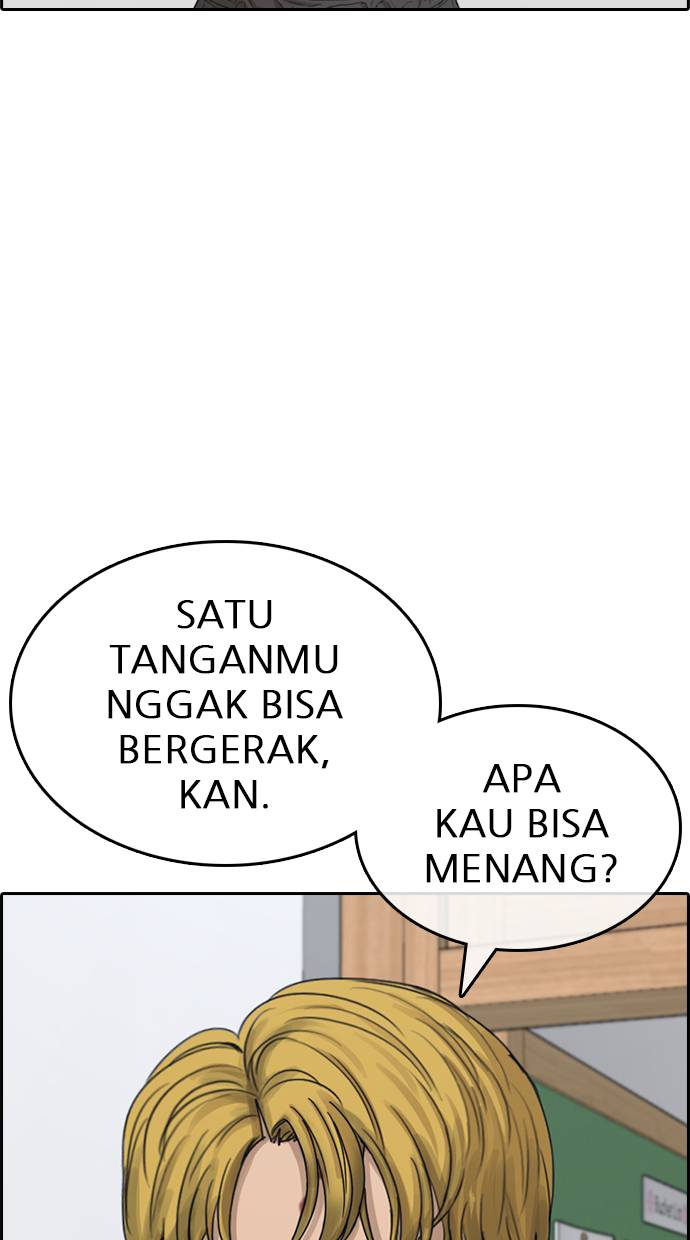 SATU
TANGANMU
NGGAK BISA
BERGERAK,
KAN.
APA
KAU BISA
MENANG?